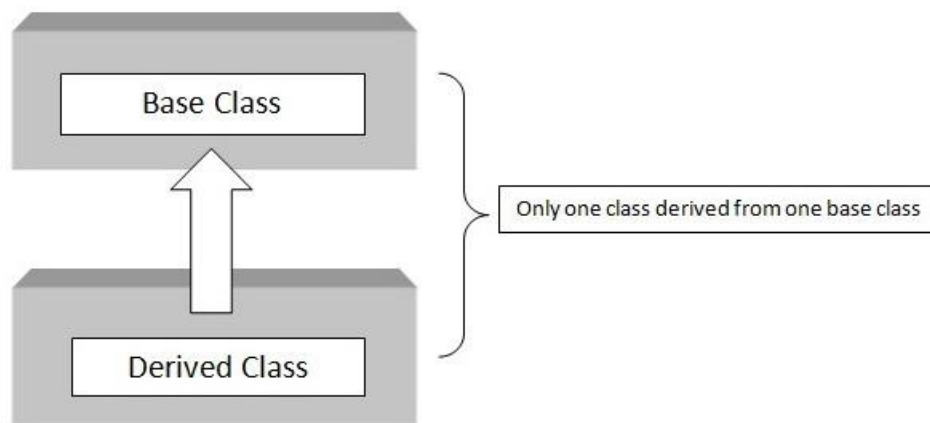 Base Class
Only one class derived from one base class
Derived Class